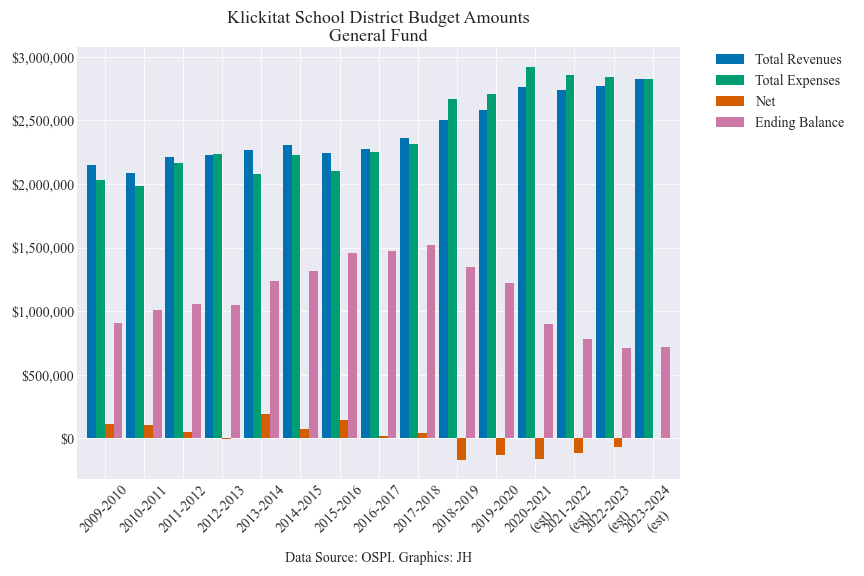 Klickitat School District Budget Amounts
General Fund
Total Revenues
Total Expenses
Net
Ending Balance
$3,000,000
$2,500,000
$2,000,000
$1,500,000
$1,000,000
$500,000
$0
2009-2010
2010-2011
2011-2012
2012-2013
2013-2014
2014-2015
2015-2016
2016-2017
2017-2018
2018-2019
2019-2020
2020-2021
(est)
2021-2022
(est)
2022-2023
(est)
2023-2024
(est)
Data Source: OSPI. Graphics: JH